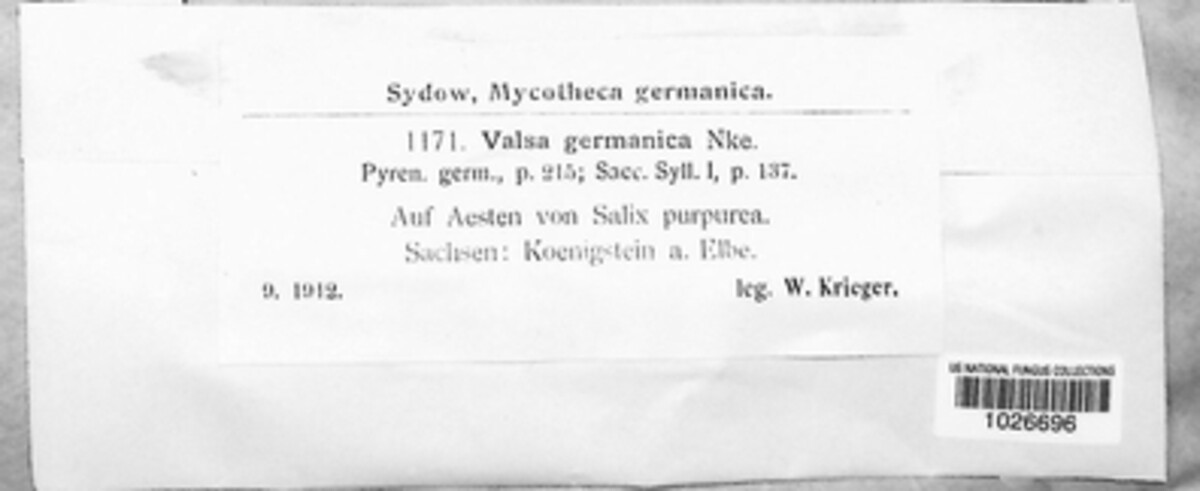 Sydow, Mycotheca germanica.
1171. Valsa germanica Nke.
Pyren. germ., p. 215; Sacc. Syll. I, p. 137.
Auf Aesten von Salix purpurea.
Sachsen: Koenigstein a. Elbe.
9. 1912. leg. W. Krieger.
US NATIONAL FUNGUS COLLECTIONS
1026696